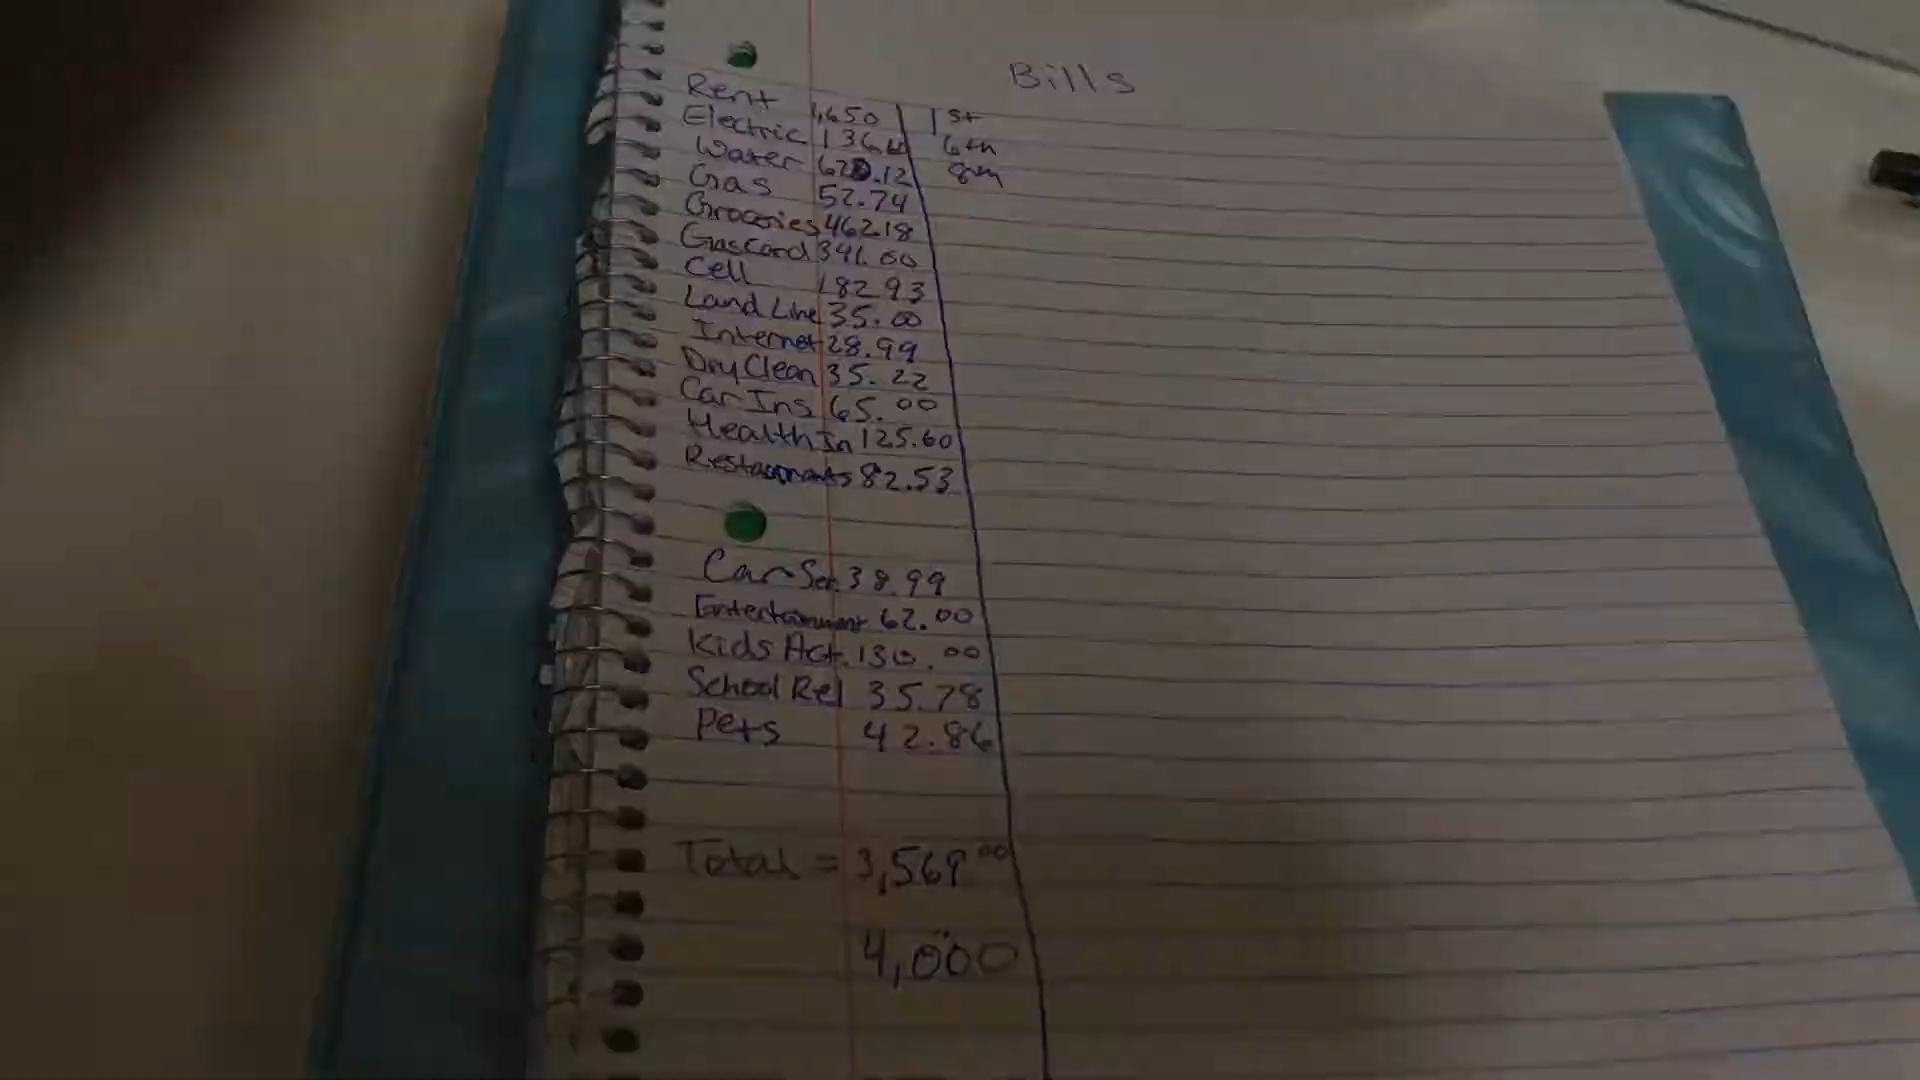 Bills
Rent 1,650 1st
Electric 6th
Water .12 8th
Gas 52.74
Groceries 462.18
Gas Card 341.00
Cell 182.93
Land Line 35.00
Internet 28.99
Dry Clean 35.22
Car Ins 65.00
Health In 125.60
Restaurants 82.53
Car Ser. 38.99
Entertainment 62.00
Kids Act. 130.00
School Rel 35.78
Pets 42.86
Total = 3,569.00
4,000